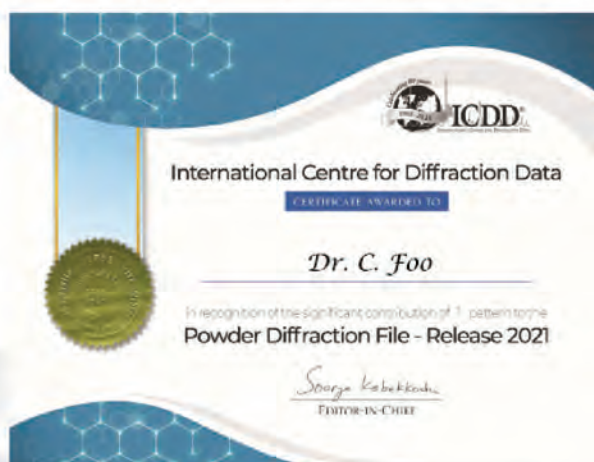 ICDD®
International Centre for Diffraction Data
CERTIFICATE AWARDED TO
Dr. C. Foo
In recognition of the significant contribution of 1 pattern to the
Powder Diffraction File - Release 2021
EDITOR-IN-CHIEF